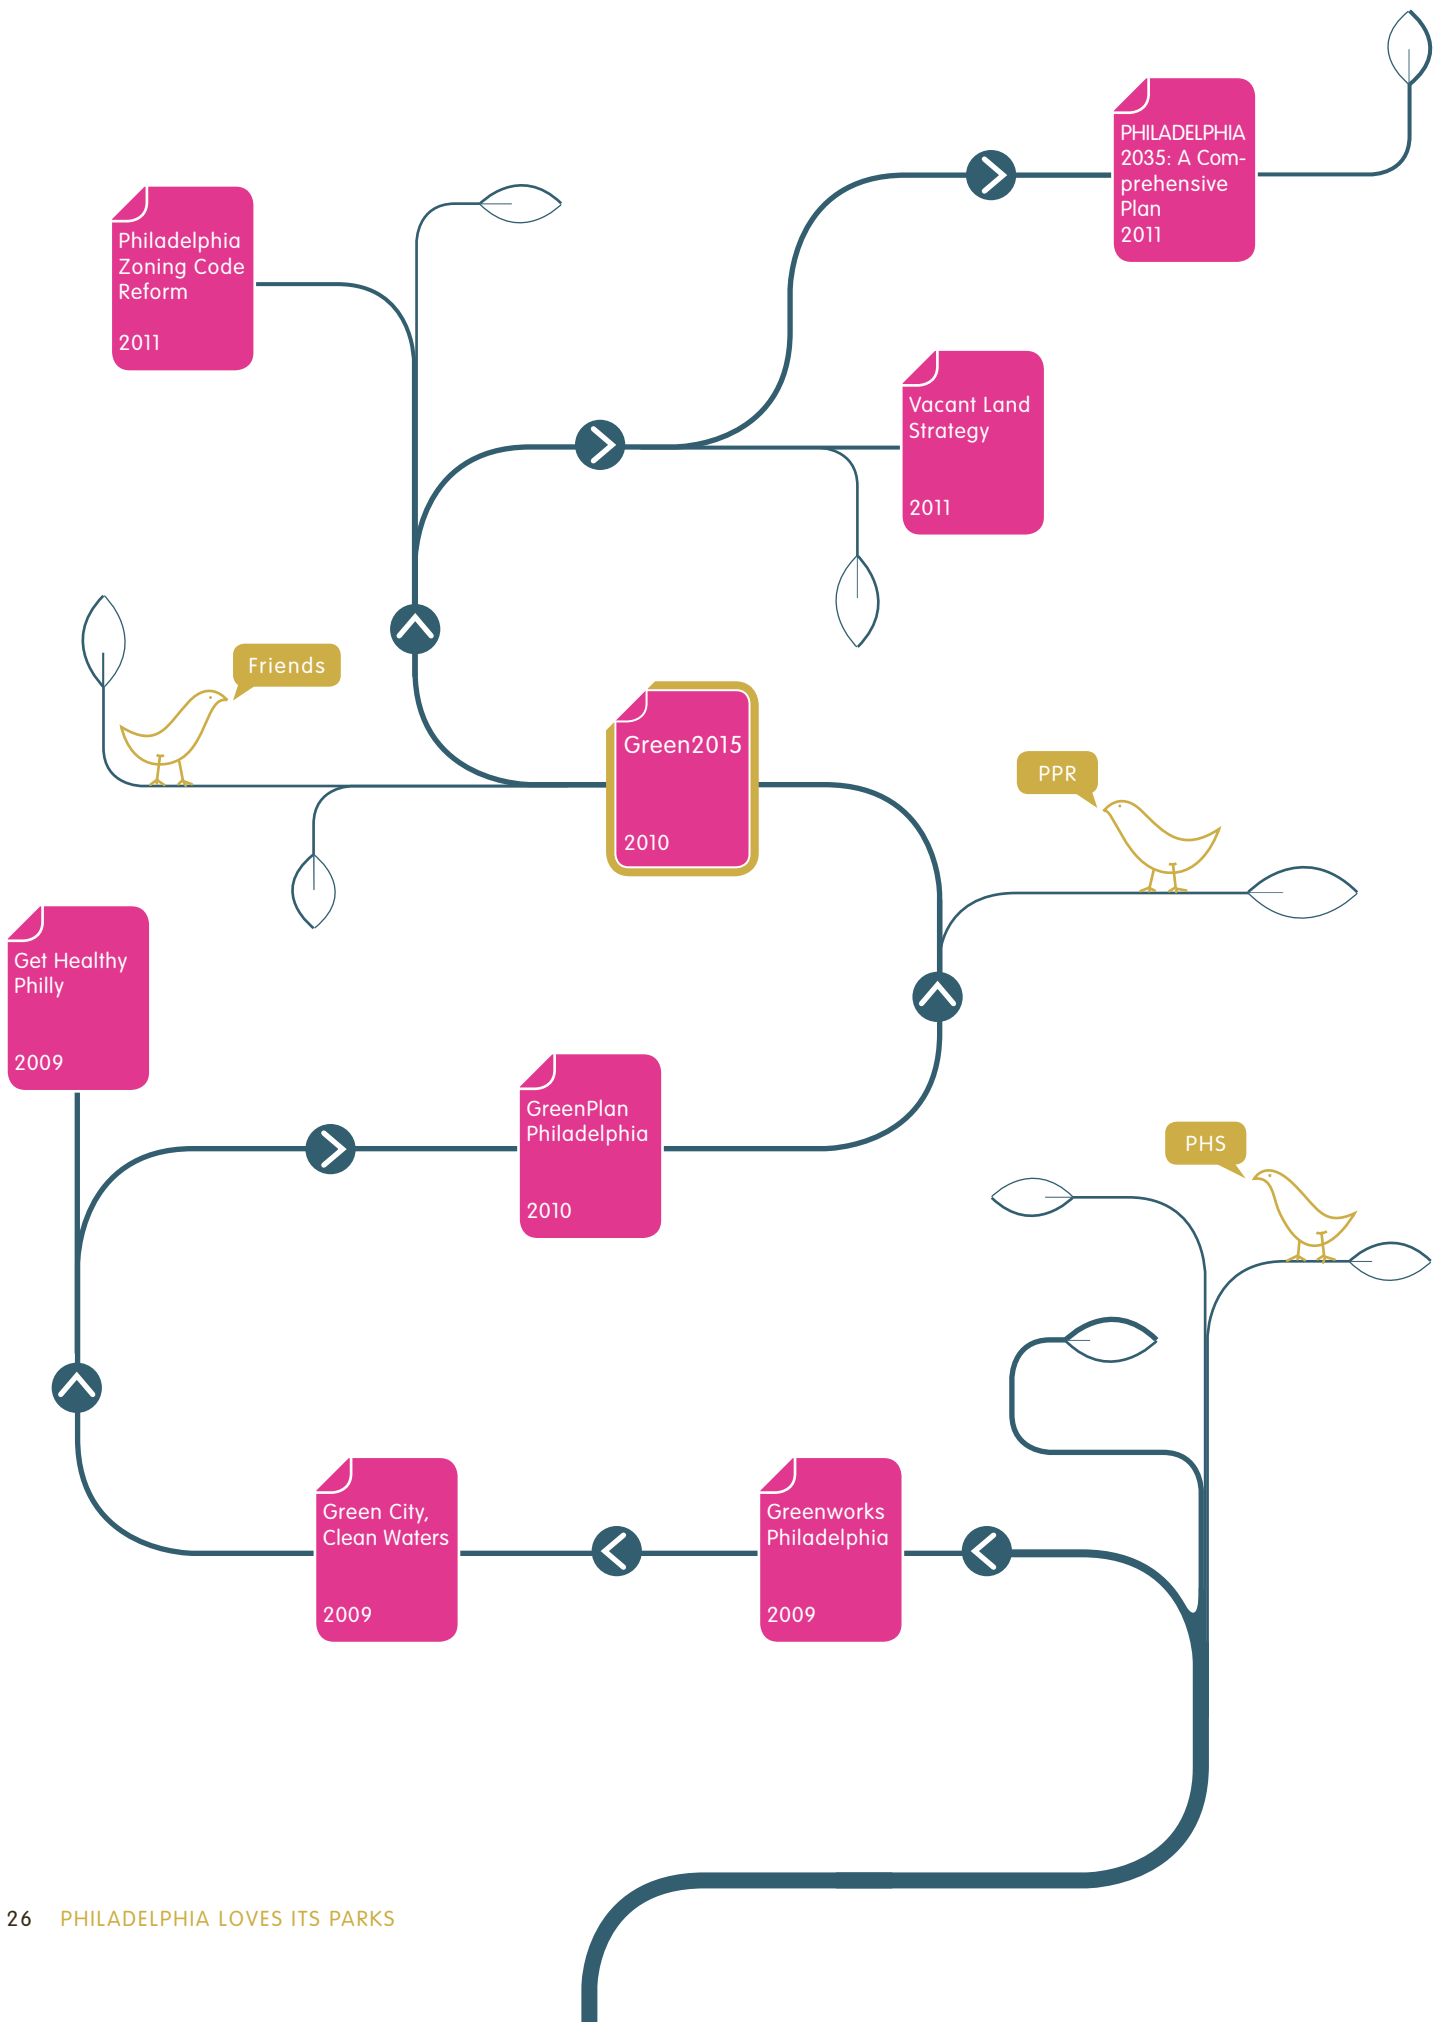 PHILADELPHIA
2035: A Com-
prehensive
Plan
2011
Philadelphia
Zoning Code
Reform
2011
Vacant Land
Strategy
2011
Friends
Green2015
2010
PPR
Get Healthy
Philly
2009
GreenPlan
Philadelphia
2010
PHS
Green City,
Clean Waters
2009
Greenworks
Philadelphia
2009
26 PHILADELPHIA LOVES ITS PARKS